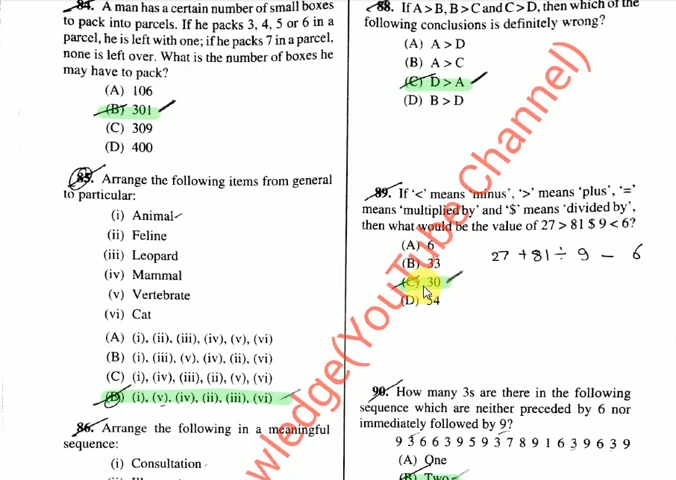 84. A man has a certain number of small boxes
to pack into parcels. If he packs 3, 4, 5 or 6 in a
parcel, he is left with one; if he packs 7 in a parcel,
none is left over. What is the number of boxes he
may have to pack?
(A) 106
(B) 301
(C) 309
(D) 400
85. Arrange the following items from general
to particular:
(i) Animal
(ii) Feline
(iii) Leopard
(iv) Mammal
(v) Vertebrate
(vi) Cat
(A) (i), (ii), (iii), (iv), (v), (vi)
(B) (i), (iii), (v), (iv), (ii), (vi)
(C) (i), (iv), (iii), (ii), (v), (vi)
(D) (i), (v), (iv), (ii), (iii), (vi)
86. Arrange the following in a meaningful
sequence:
(i) Consultation
88. If A > B, B > C and C > D, then which of the
following conclusions is definitely wrong?
(A) A > D
(B) A > C
(C) D > A
(D) B > D
89. If '<' means 'minus', '>' means 'plus', '='
means 'multiplied by' and '$' means 'divided by',
then what would be the value of 27 > 81 $ 9 < 6?
(A) 6
(B) 33
(C) 30
(D) 54
27 + 81 ÷ 9 - 6
90. How many 3s are there in the following
sequence which are neither preceded by 6 nor
immediately followed by 9?
9 3 6 6 3 9 5 9 3 7 8 9 1 6 3 9 6 3 9
(A) One
(B) Two
wledge(YouTube Channel)